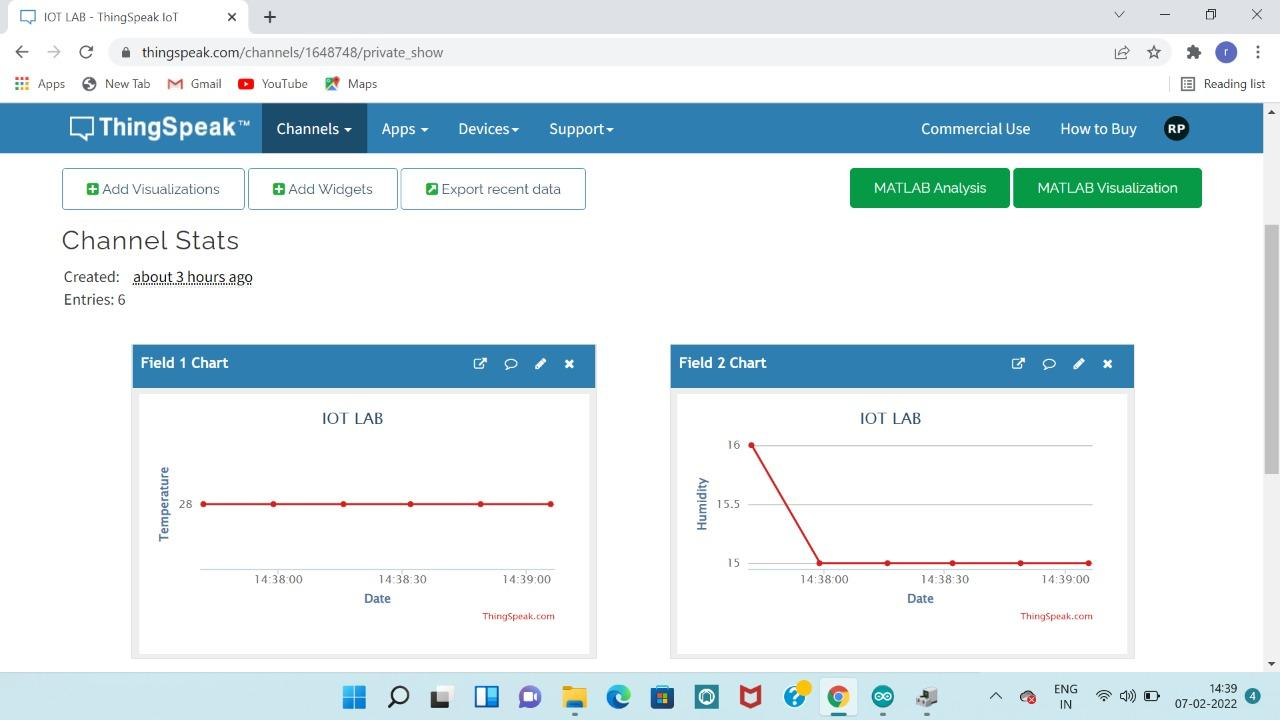 IOT LAB - ThingSpeak IoT
thingspeak.com/channels/1648748/private_show
r
Apps New Tab Gmail YouTube Maps Reading list
ThingSpeak™ Channels Apps Devices Support Commercial Use How to Buy RP
Add Visualizations Add Widgets Export recent data MATLAB Analysis MATLAB Visualization
Channel Stats
Created: about 3 hours ago
Entries: 6
Field 1 Chart
IOT LAB
Temperature
28
14:38:00 14:38:30 14:39:00
Date
ThingSpeak.com
Field 2 Chart
IOT LAB
Humidity
16
15.5
15
14:38:00 14:38:30 14:39:00
Date
ThingSpeak.com
ENG
IN
14:39
07-02-2022
4